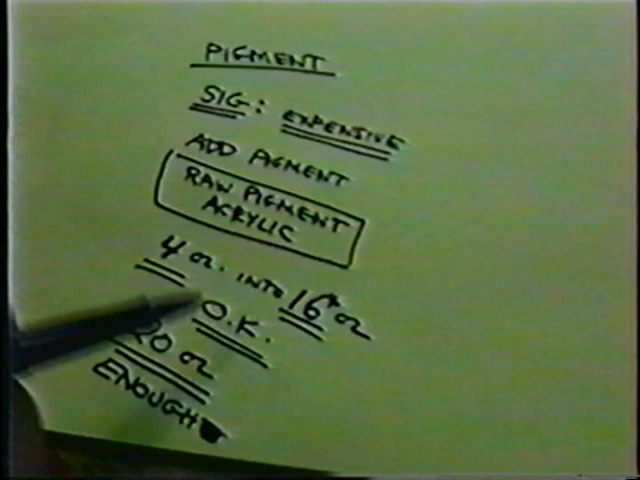 PIGMENT
SIG: EXPENSIVE
ADD PIGMENT
RAW PIGMENT
ACRYLIC
4 oz. INTO 16 oz
O.K.
20 oz
ENOUGH